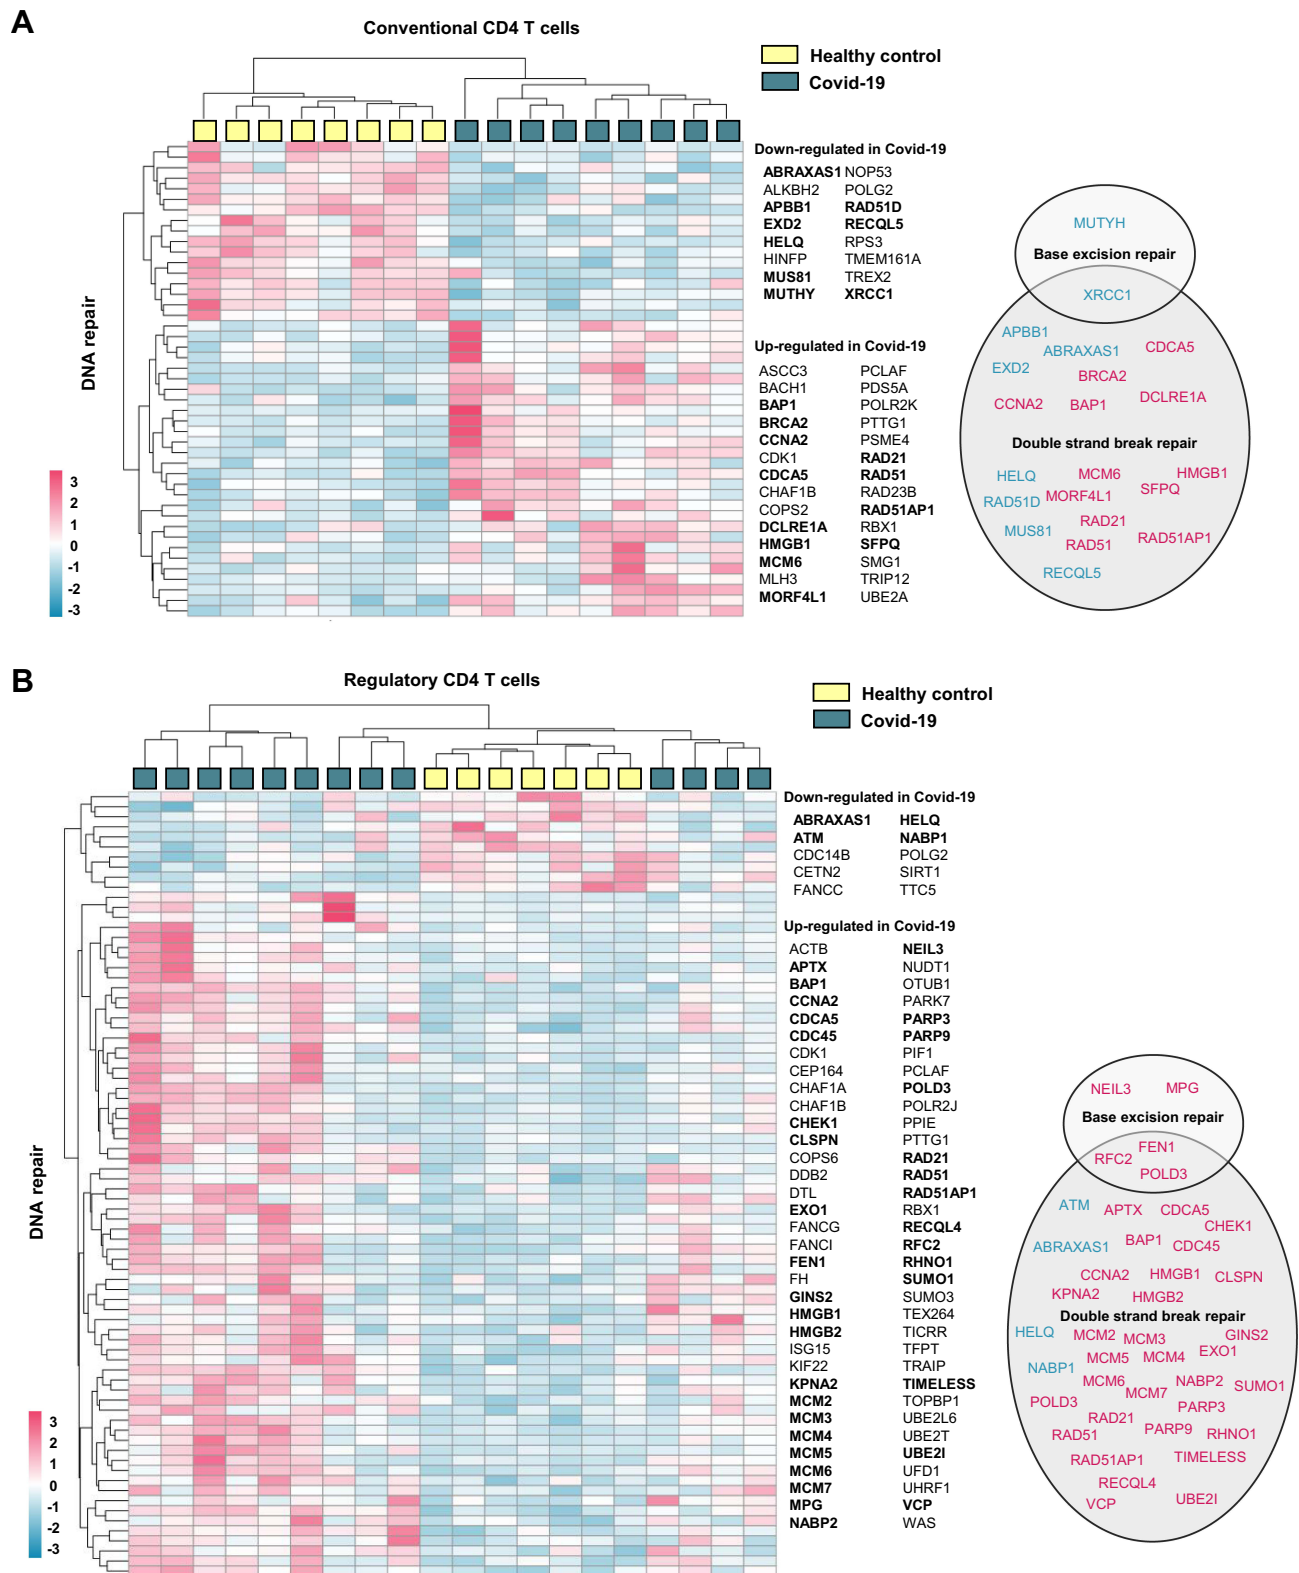 A
Conventional CD4 T cells
Healthy control
Covid-19
DNA repair
3
2
1
0
-1
-2
-3
Down-regulated in Covid-19
ABRAXAS1 NOP53
ALKBH2 POLG2
APBB1 RAD51D
EXD2 RECQL5
HELQ RPS3
HINFP TMEM161A
MUS81 TREX2
MUTHY XRCC1
Up-regulated in Covid-19
ASCC3 PCLAF
BACH1 PDS5A
BAP1 POLR2K
BRCA2 PTTG1
CCNA2 PSME4
CDK1 RAD21
CDCA5 RAD51
CHAF1B RAD23B
COPS2 RAD51AP1
DCLRE1A RBX1
HMGB1 SFPQ
MCM6 SMG1
MLH3 TRIP12
MORF4L1 UBE2A
MUTYH
Base excision repair
XRCC1
APBB1
ABRAXAS1 CDCA5
EXD2
BRCA2
CCNA2 BAP1 DCLRE1A
Double strand break repair
HELQ MCM6 HMGB1
RAD51D MORF4L1 SFPQ
RAD21
MUS81 RAD51 RAD51AP1
RECQL5
B
Regulatory CD4 T cells
Healthy control
Covid-19
DNA repair
3
2
1
0
-1
-2
-3
Down-regulated in Covid-19
ABRAXAS1 HELQ
ATM NABP1
CDC14B POLG2
CETN2 SIRT1
FANCC TTC5
Up-regulated in Covid-19
ACTB NEIL3
APTX NUDT1
BAP1 OTUB1
CCNA2 PARK7
CDCA5 PARP3
CDC45 PARP9
CDK1 PIF1
CEP164 PCLAF
CHAF1A POLD3
CHAF1B POLR2J
CHEK1 PPIE
CLSPN PTTG1
COPS6 RAD21
DDB2 RAD51
DTL RAD51AP1
EXO1 RBX1
FANCG RECQL4
FANCI RFC2
FEN1 RHNO1
FH SUMO1
GINS2 SUMO3
HMGB1 TEX264
HMGB2 TICRR
ISG15 TFPT
KIF22 TRAIP
KPNA2 TIMELESS
MCM2 TOPBP1
MCM3 UBE2L6
MCM4 UBE2T
MCM5 UBE2I
MCM6 UFD1
MCM7 UHRF1
MPG VCP
NABP2 WAS
NEIL3 MPG
Base excision repair
FEN1
RFC2
POLD3
ATM APTX CDCA5
CHEK1
ABRAXAS1 BAP1 CDC45
CCNA2 HMGB1 CLSPN
KPNA2 HMGB2
Double strand break repair
HELQ MCM2 MCM3 GINS2
MCM5 MCM4 EXO1
NABP1
MCM6 NABP2 SUMO1
MCM7
POLD3 PARP3
RAD21
RAD51 PARP9 RHNO1
RAD51AP1 TIMELESS
RECQL4
VCP UBE2I